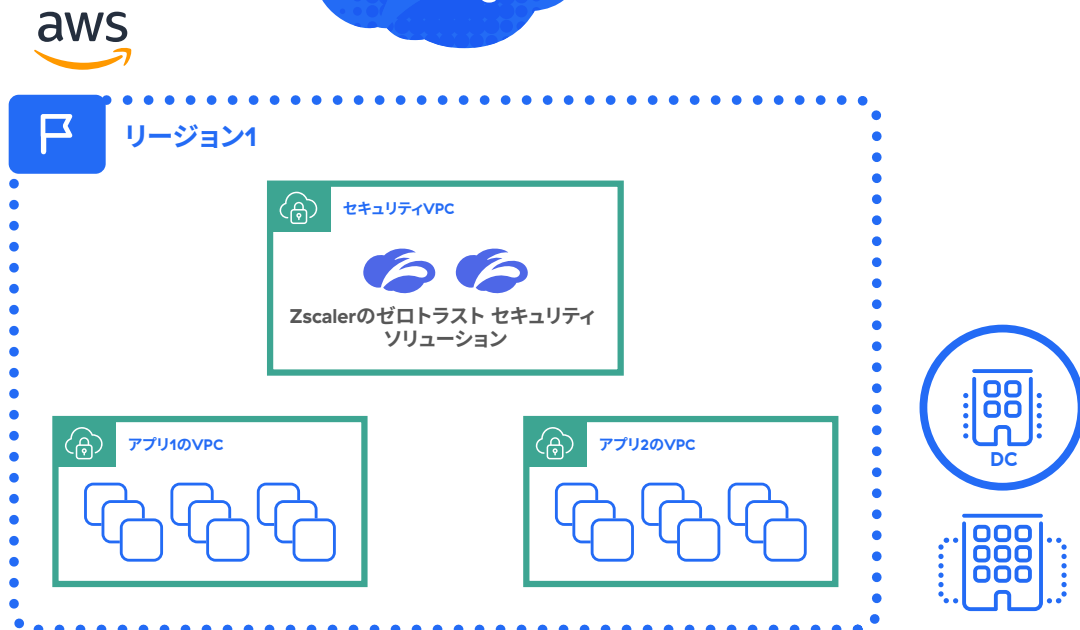 aws
リージョン1
セキュリティVPC
Zscalerのゼロトラスト セキュリティ
ソリューション
アプリ1のVPC
アプリ2のVPC
DC